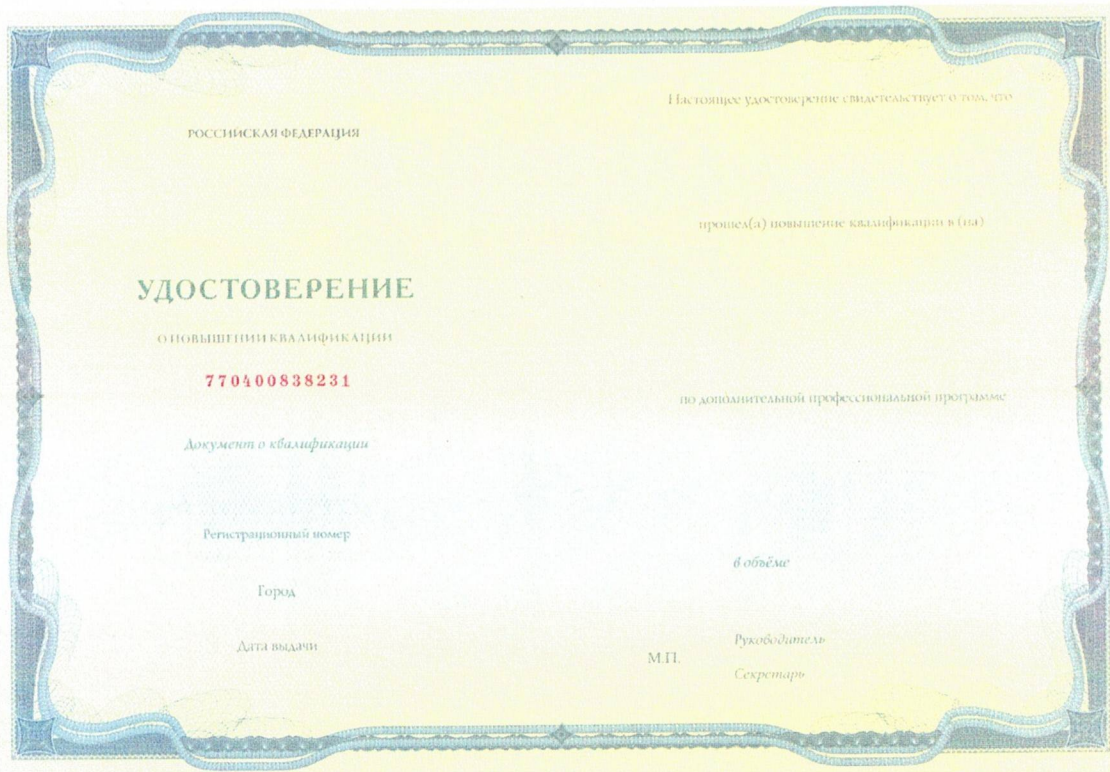 РОССИЙСКАЯ ФЕДЕРАЦИЯ
УДОСТОВЕРЕНИЕ
О ПОВЫШЕНИИ КВАЛИФИКАЦИИ
770400838231
Документ о квалификации
Регистрационный номер
Город
Дата выдачи
Настоящее удостоверение свидетельствует о том, что
прошел(а) повышение квалификации в (на)
по дополнительной профессиональной программе
в объёме
М.П.
Руководитель
Секретарь